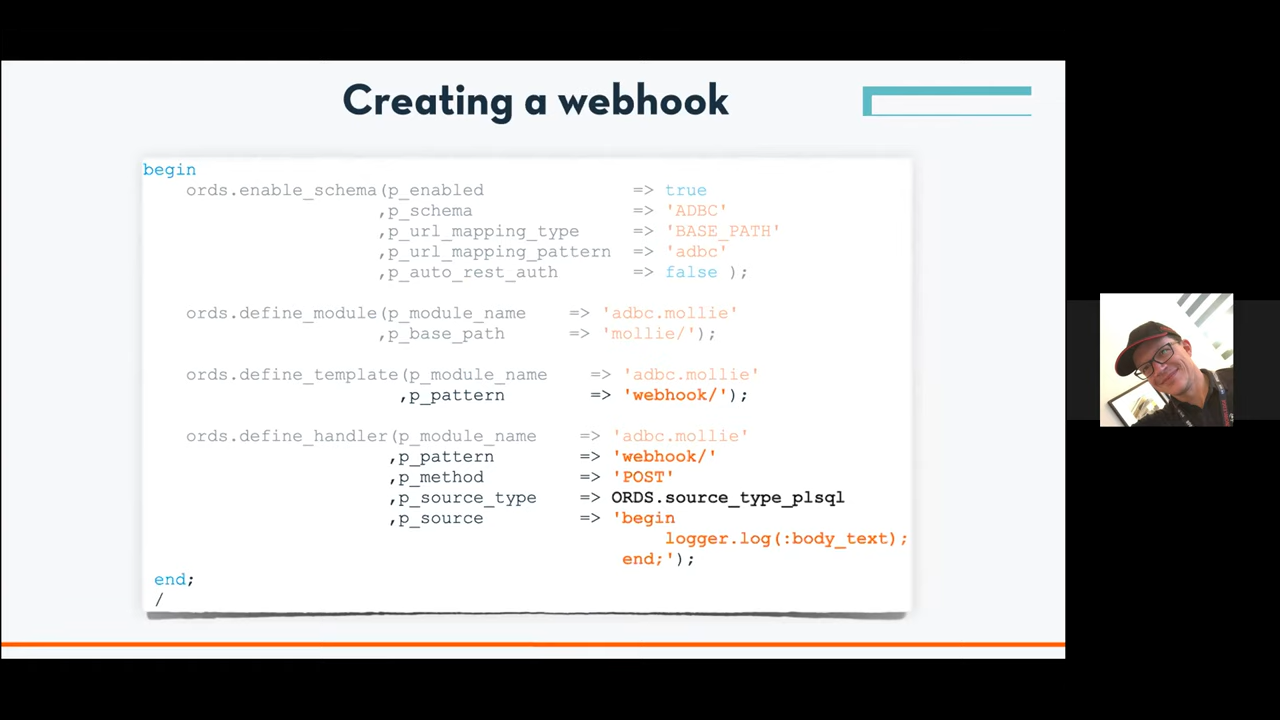 Creating a webhook
begin
ords.enable_schema(p_enabled => true
,p_schema => 'ADBC'
,p_url_mapping_type => 'BASE_PATH'
,p_url_mapping_pattern => 'adbc'
,p_auto_rest_auth => false );
ords.define_module(p_module_name => 'adbc.mollie'
,p_base_path => 'mollie/');
ords.define_template(p_module_name => 'adbc.mollie'
,p_pattern => 'webhook/');
ords.define_handler(p_module_name => 'adbc.mollie'
,p_pattern => 'webhook/'
,p_method => 'POST'
,p_source_type => ORDS.source_type_plsql
,p_source => 'begin
logger.log(:body_text);
end;');
end;
/